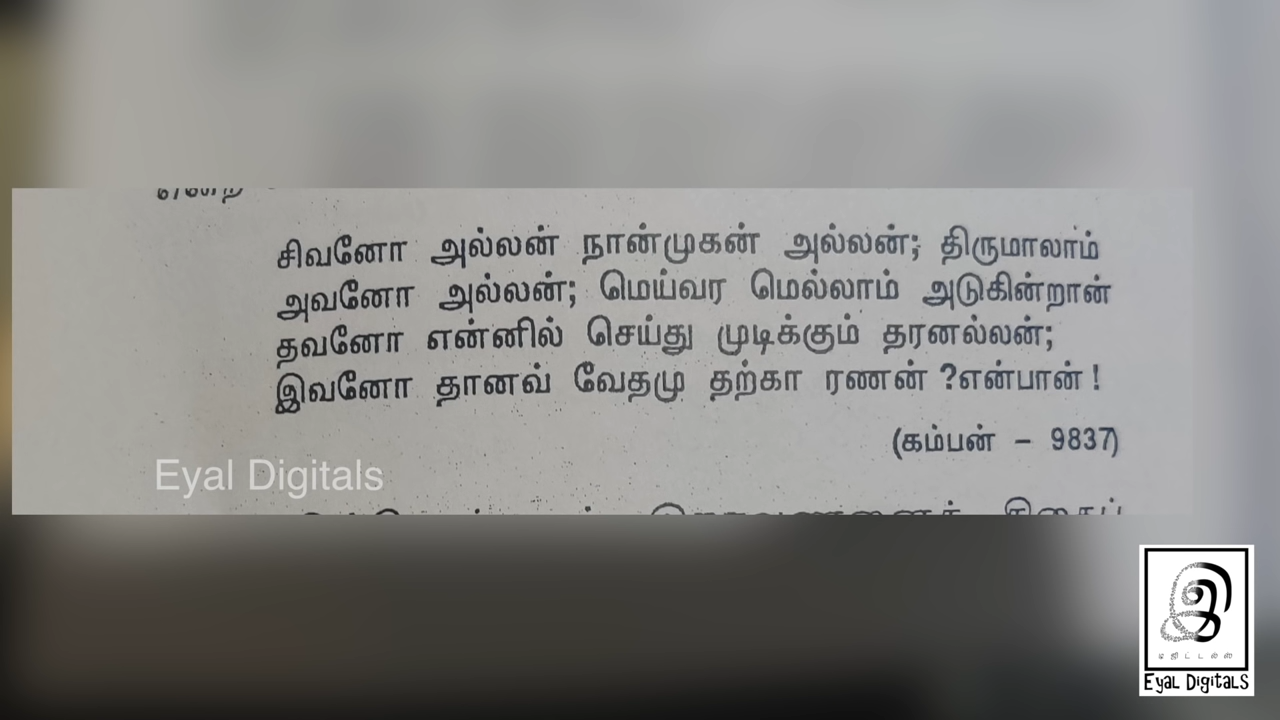 சிவனோ அல்லன் நான்முகன் அல்லன்; திருமாலாம்
அவனோ அல்லன்; மெய்வர மெல்லாம் அடுகின்றான்
தவனோ என்னில் செய்து முடிக்கும் தரனல்லன்;
இவனோ தானவ் வேதமு தற்கா ரணன் ?என்பான் !
(கம்பன் – 9837)
Eyal Digitals
இ
டிஜிட்டல்ஸ்
Eyal Digitals